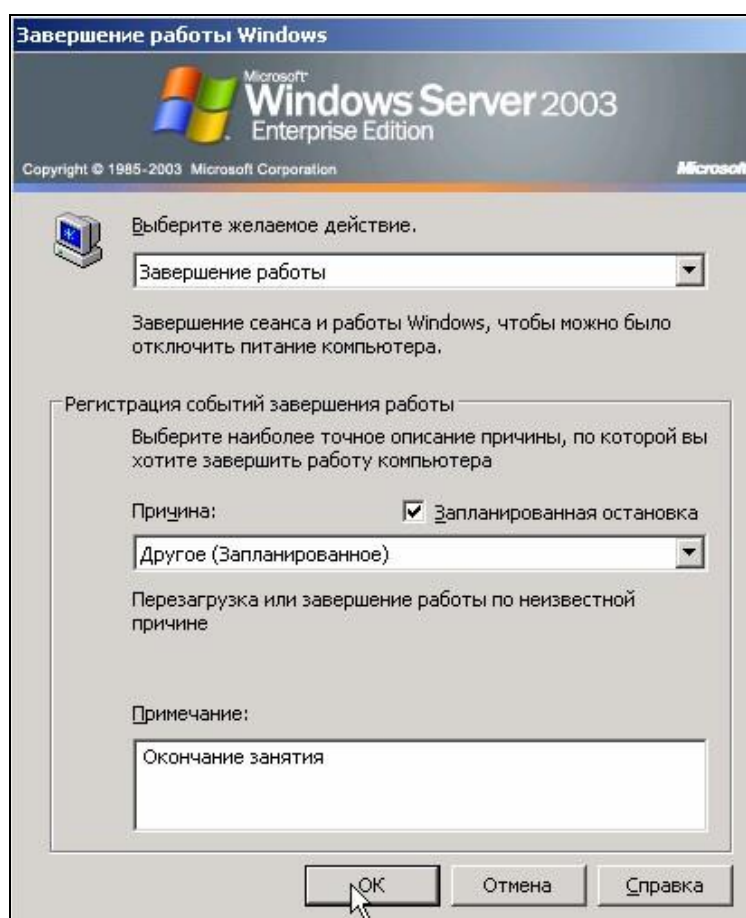 Завершение работы Windows
Microsoft
Windows Server 2003
Enterprise Edition
Copyright © 1985-2003 Microsoft Corporation
Microsoft
Выберите желаемое действие.
Завершение работы
Завершение сеанса и работы Windows, чтобы можно было
отключить питание компьютера.
Регистрация событий завершения работы
Выберите наиболее точное описание причины, по которой вы
хотите завершить работу компьютера
Причина:
Запланированная остановка
Другое (Запланированное)
Перезагрузка или завершение работы по неизвестной
причине
Примечание:
Окончание занятия
ОК
Отмена
Справка